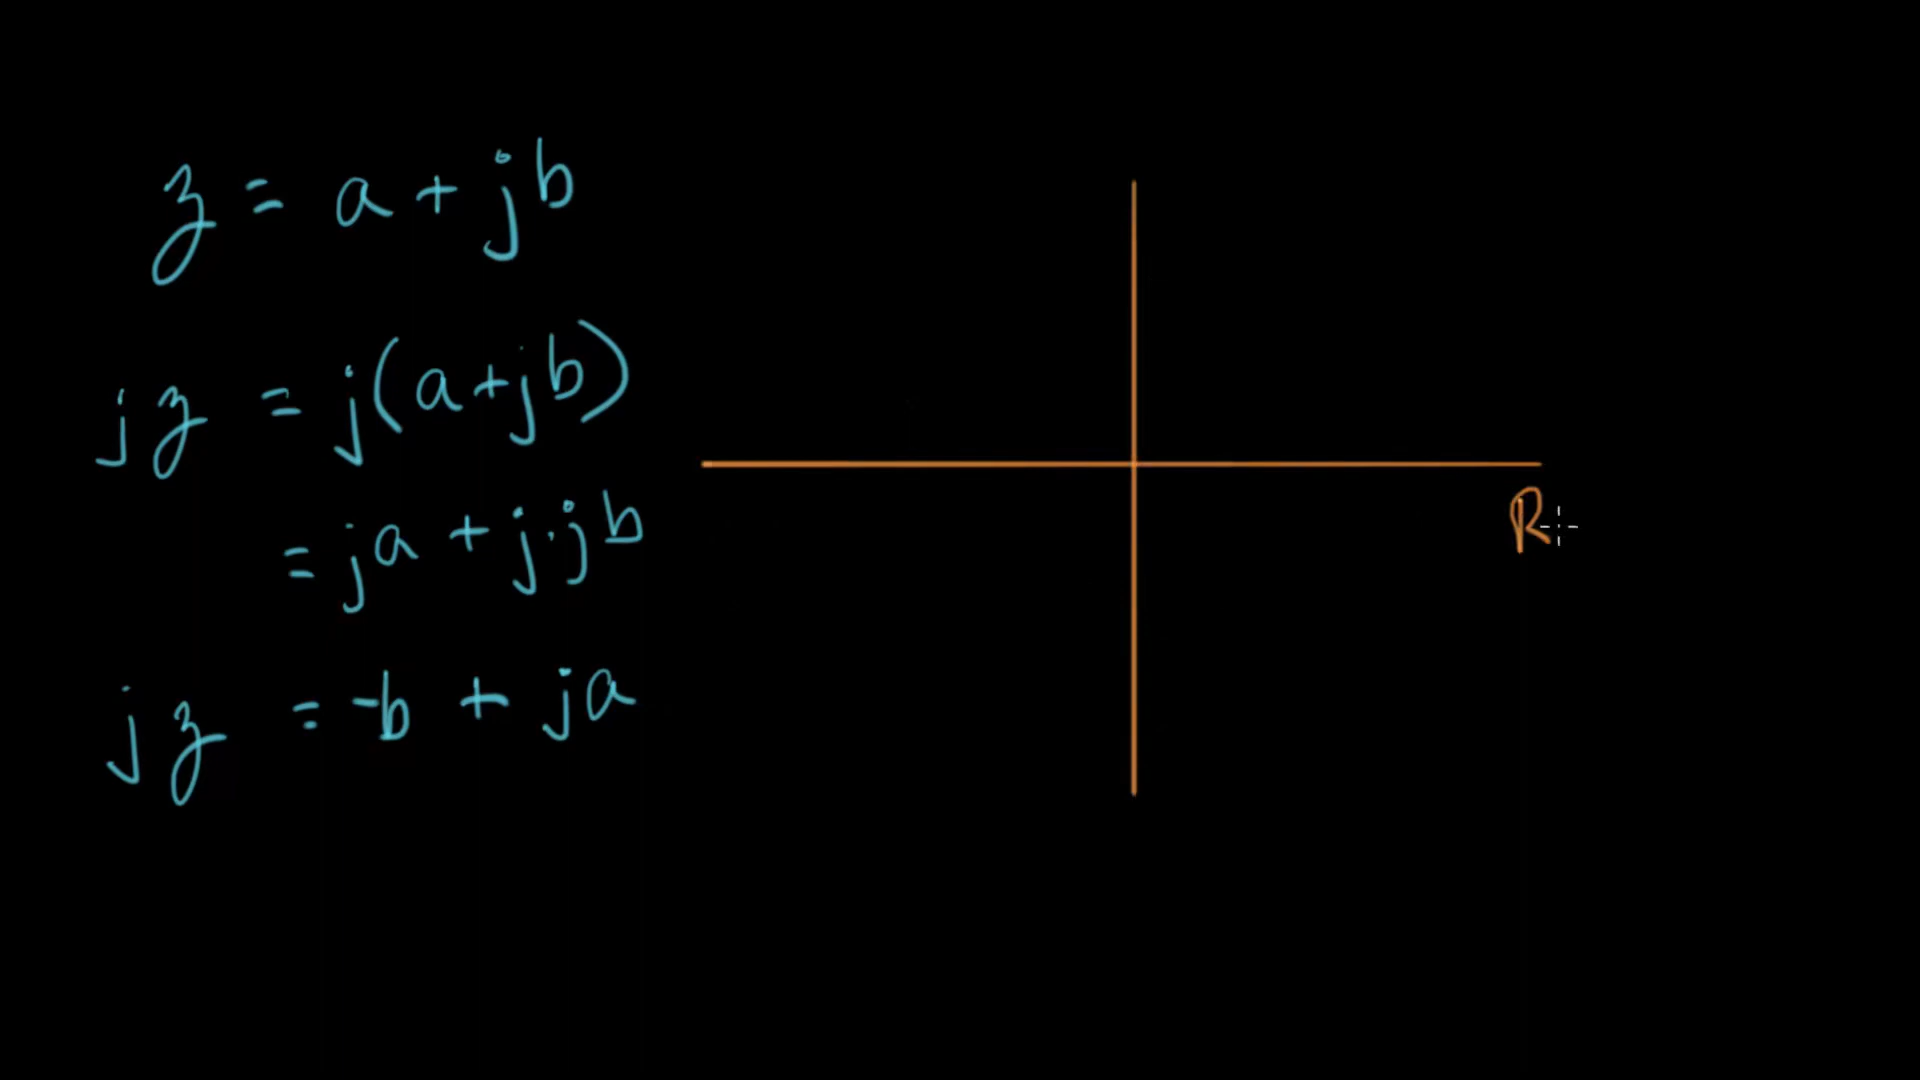 z = a + jb
jz = j(a+jb)
= ja + j·jb
jz = -b + ja
R